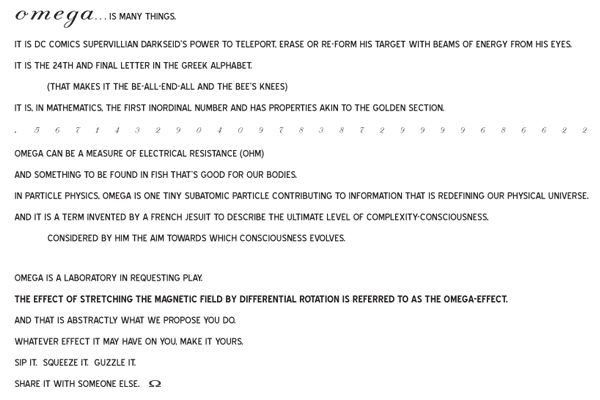 omega... IS MANY THINGS.
IT IS DC COMICS SUPERVILLIAN DARKSEID'S POWER TO TELEPORT, ERASE OR RE-FORM HIS TARGET WITH BEAMS OF ENERGY FROM HIS EYES.
IT IS THE 24TH AND FINAL LETTER IN THE GREEK ALPHABET.
(THAT MAKES IT THE BE-ALL-END-ALL AND THE BEE'S KNEES)
IT IS, IN MATHEMATICS, THE FIRST INORDINAL NUMBER AND HAS PROPERTIES AKIN TO THE GOLDEN SECTION.
. 5 6 7 1 4 3 2 9 0 4 0 9 7 8 3 8 7 2 9 9 9 9 6 8 6 6 2 2
OMEGA CAN BE A MEASURE OF ELECTRICAL RESISTANCE (OHM)
AND SOMETHING TO BE FOUND IN FISH THAT'S GOOD FOR OUR BODIES.
IN PARTICLE PHYSICS, OMEGA IS ONE TINY SUBATOMIC PARTICLE CONTRIBUTING TO INFORMATION THAT IS REDEFINING OUR PHYSICAL UNIVERSE.
AND IT IS A TERM INVENTED BY A FRENCH JESUIT TO DESCRIBE THE ULTIMATE LEVEL OF COMPLEXITY-CONSCIOUSNESS,
CONSIDERED BY HIM THE AIM TOWARDS WHICH CONSCIOUSNESS EVOLVES.
OMEGA IS A LABORATORY IN REQUESTING PLAY.
THE EFFECT OF STRETCHING THE MAGNETIC FIELD BY DIFFERENTIAL ROTATION IS REFERRED TO AS THE OMEGA-EFFECT.
AND THAT IS ABSTRACTLY WHAT WE PROPOSE YOU DO.
WHATEVER EFFECT IT MAY HAVE ON YOU, MAKE IT YOURS.
SIP IT. SQUEEZE IT. GUZZLE IT.
SHARE IT WITH SOMEONE ELSE. Ω